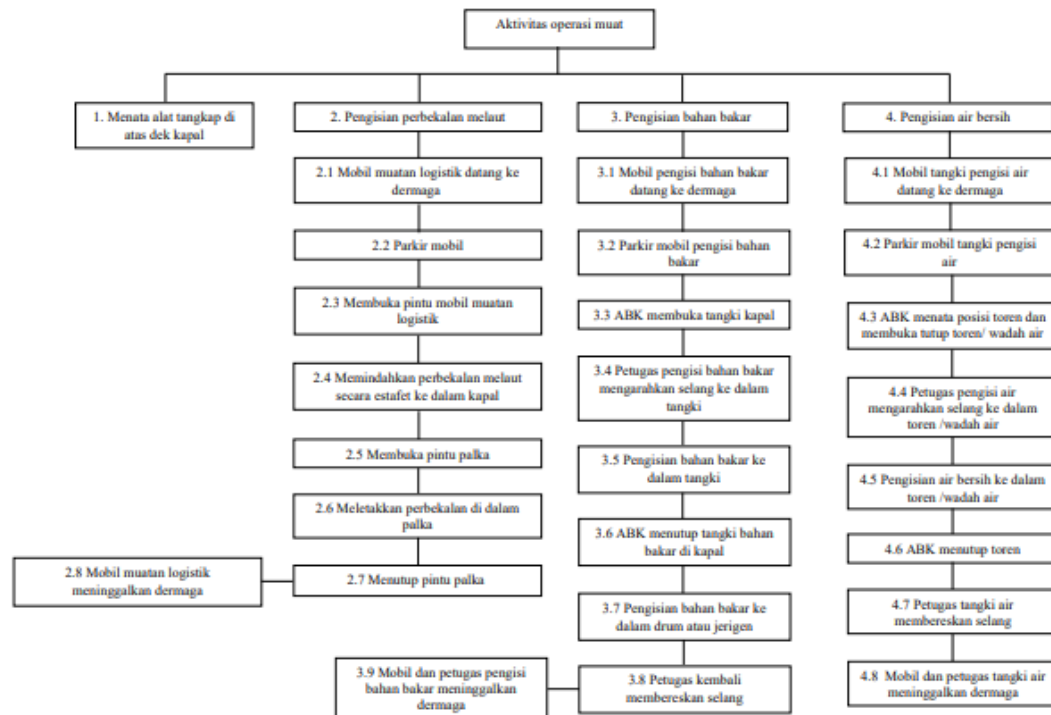 Aktivitas operasi muat
1. Menata alat tangkap di
atas dek kapal
2. Pengisian perbekalan melaut
2.1 Mobil muatan logistik datang ke
dermaga
2.2 Parkir mobil
2.3 Membuka pintu mobil muatan
logistik
2.4 Memindahkan perbekalan melaut
secara estafet ke dalam kapal
2.5 Membuka pintu palka
2.6 Meletakkan perbekalan di dalam
palka
2.7 Menutup pintu palka
2.8 Mobil muatan logistik
meninggalkan dermaga
3. Pengisian bahan bakar
3.1 Mobil pengisi bahan bakar
datang ke dermaga
3.2 Parkir mobil pengisi bahan
bakar
3.3 ABK membuka tangki kapal
3.4 Petugas pengisi bahan bakar
mengarahkan selang ke dalam
tangki
3.5 Pengisian bahan bakar ke
dalam tangki
3.6 ABK menutup tangki bahan
bakar di kapal
3.7 Pengisian bahan bakar ke
dalam drum atau jerigen
3.8 Petugas kembali
membereskan selang
3.9 Mobil dan petugas pengisi
bahan bakar meninggalkan
dermaga
4. Pengisian air bersih
4.1 Mobil tangki pengisi air
datang ke dermaga
4.2 Parkir mobil tangki pengisi
air
4.3 ABK menata posisi toren dan
membuka tutup toren/ wadah air
4.4 Petugas pengisi air
mengarahkan selang ke dalam
toren /wadah air
4.5 Pengisian air bersih ke dalam
toren /wadah air
4.6 ABK menutup toren
4.7 Petugas tangki air
membereskan selang
4.8 Mobil dan petugas tangki air
meninggalkan dermaga